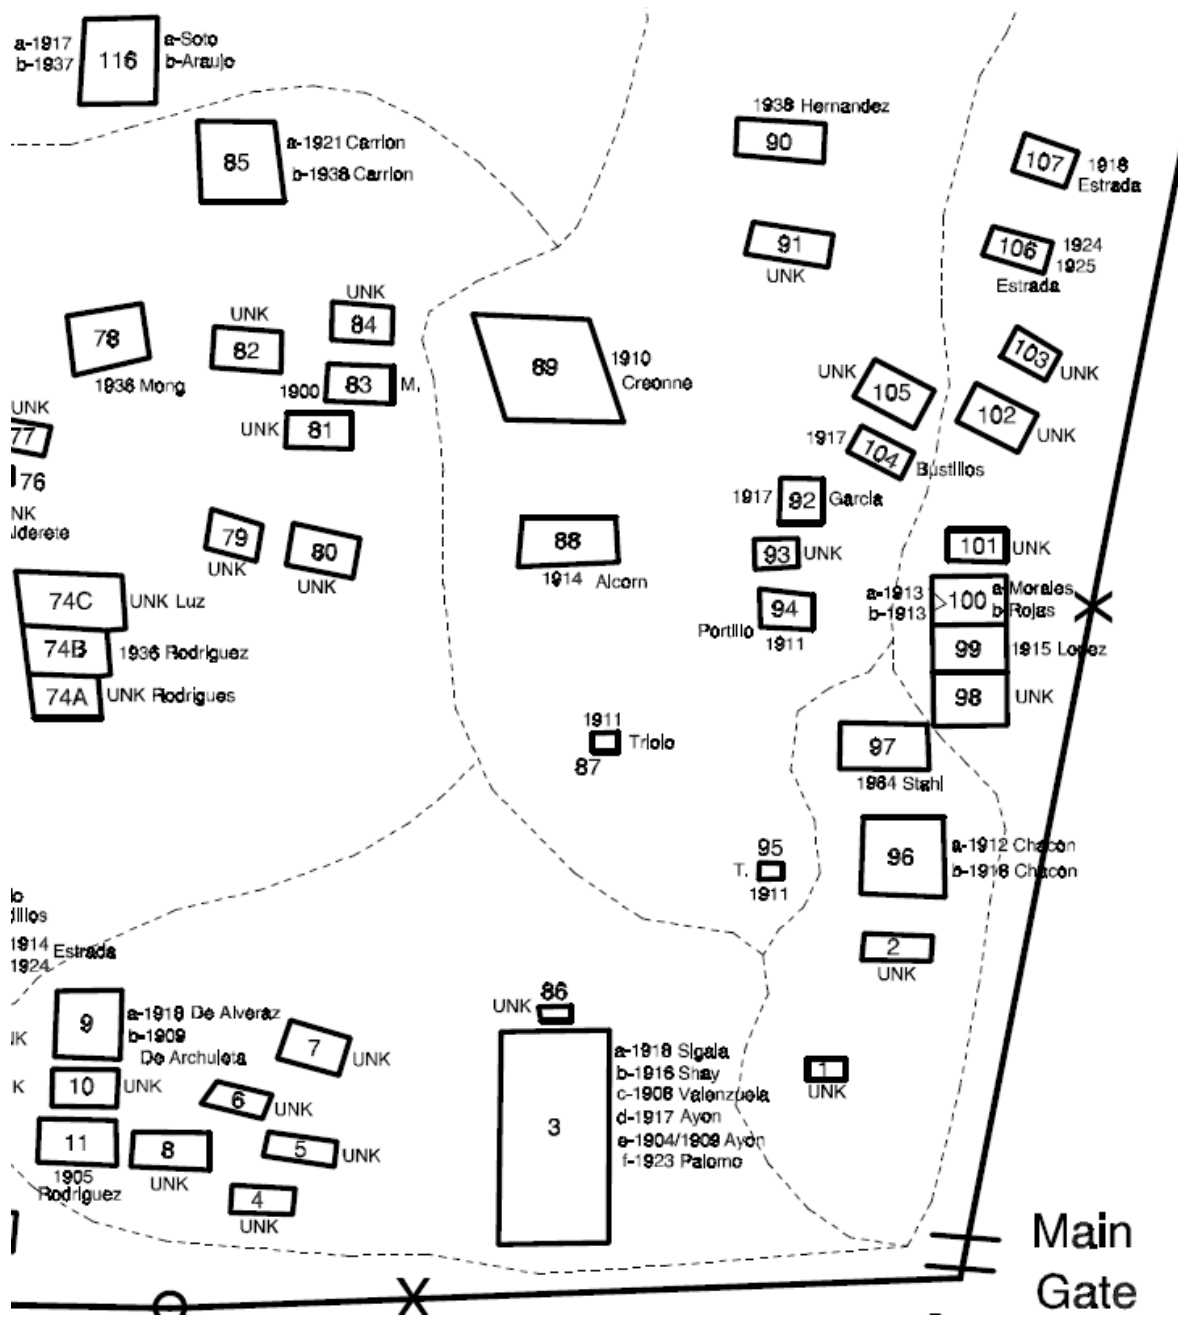 a-1917
b-1937
116
a-Soto
b-Araujo
85
a-1921 Carrion
b-1938 Carrion
1938 Hernandez
90
107
1918
Estrada
91
UNK
106
1924
1925
Estrada
78
1936 Mong
UNK
82
UNK
84
1900
83
M.
UNK
81
89
1910
Creonne
103
UNK
UNK
105
102
UNK
1917
104
Bustillos
UNK
77
76
NK
lderete
79
UNK
80
UNK
88
1914 Alcorn
1917
92
Garcia
93
UNK
94
Portillo
1911
101
UNK
a-1913
b-1913
100
a-Morales
b-Rojas
99
1915 Lopez
98
UNK
74C
UNK Luz
74B
1936 Rodriguez
74A
UNK Rodrigues
1911
Triolo
87
97
1964 Stahl
95
T.
1911
96
a-1912 Chacon
b-1918 Chacon
2
UNK
lo
dillos
1914
1924
Estrada
NK
9
a-1918 De Alveraz
b-1909
De Archuleta
7
UNK
UNK
86
K
10
UNK
6
UNK
11
1905
Rodriguez
8
UNK
5
UNK
4
UNK
3
a-1918 Sigala
b-1916 Shay
c-1908 Valenzuela
d-1917 Ayon
e-1904/1909 Ayon
f-1923 Palomo
1
UNK
Main
Gate